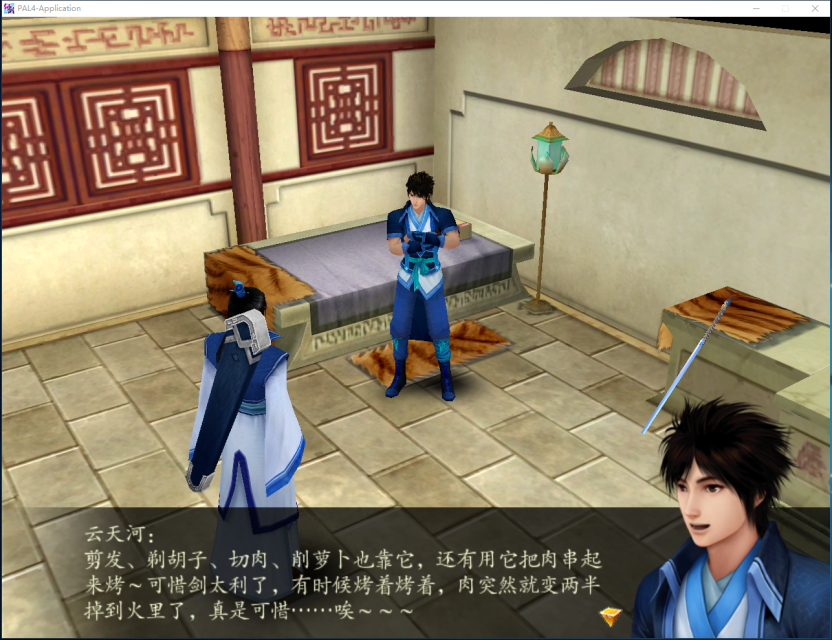 PAL4-Application
云天河：
剪发、剃胡子、切肉、削萝卜也靠它，还有用它把肉串起
来烤～可惜剑太利了，有时候烤着烤着，肉突然就变两半
掉到火里了，真是可惜……唉～～～